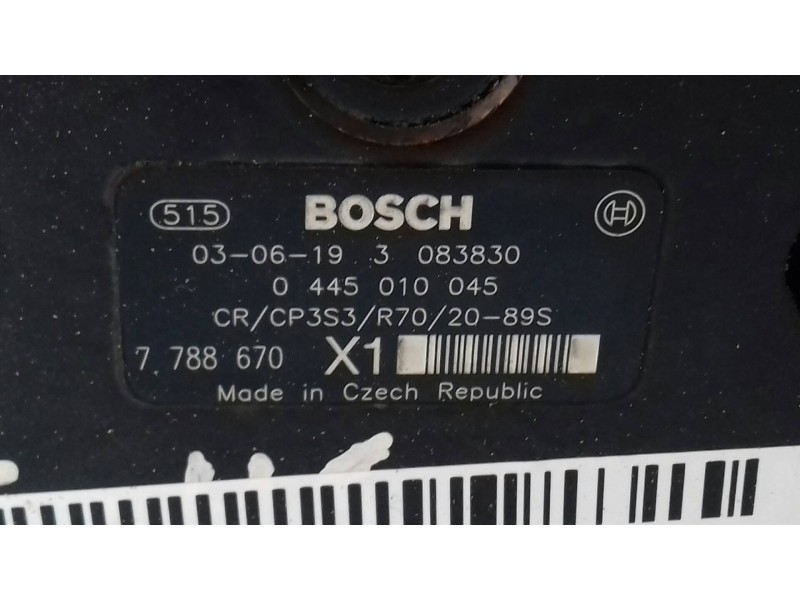 515 BOSCH
03-06-19 3 083830
0 445 010 045
CR/CP3S3/R70/20-89S
7 788 670 X1
Made in Czech Republic